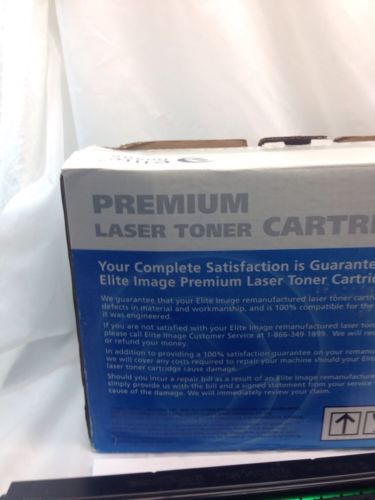 PREMIUM
LASER TONER CARTRI
Your Complete Satisfaction is Guarante
Elite Image Premium Laser Toner Cartri
We guarantee that your Elite Image remanufactured laser toner cartri
defects in material and workmanship, and is 100% compatible for the
it was engineered.
If you are not satisfied with your Elite Image remanufactured laser ton
please call Elite Image Customer Service at 1-866-349-1899. We will re
or refund your money.
In addition to providing a 100% satisfaction guarantee on your remanu
we will cover any costs required to repair your machine should your Elit
laser toner cartridge cause damage.
Should you incur a repair bill as a result of an Elite Image remanufactur
simply provide us with the bill and a signed statement from your service
cause of the damage. We will immediately review your claim.